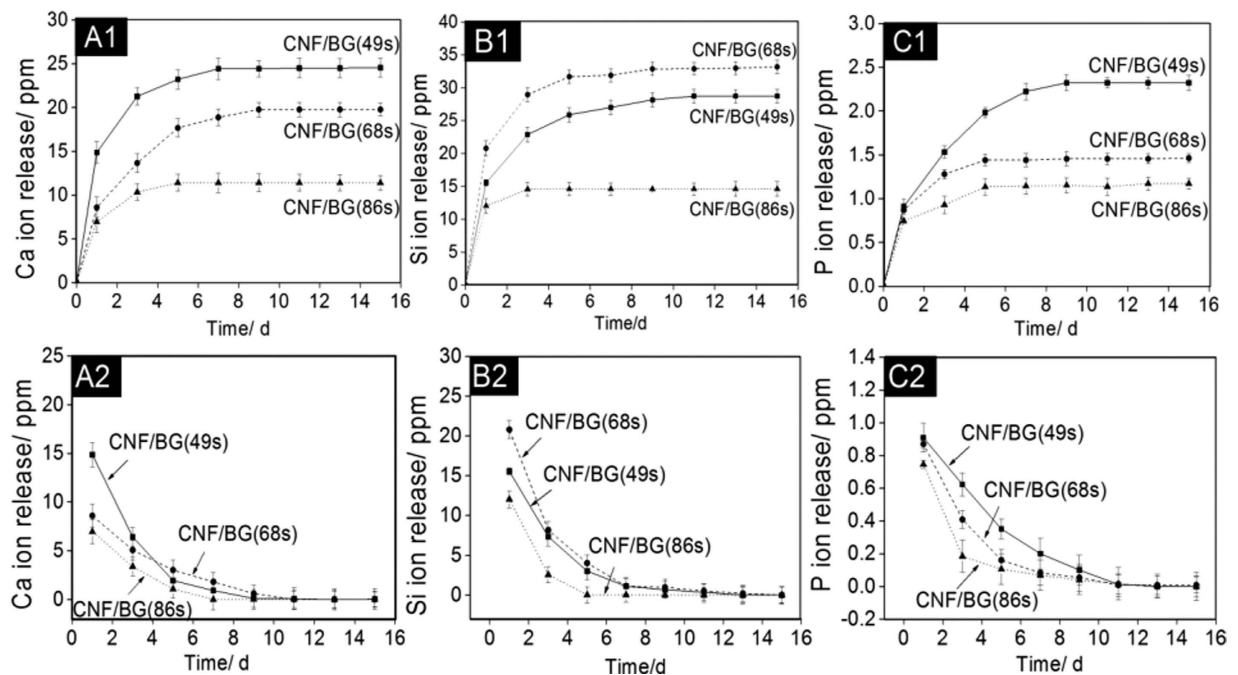 A1
Ca ion release/ ppm
30
25
20
15
10
5
0
CNF/BG(49s)
CNF/BG(68s)
CNF/BG(86s)
0 2 4 6 8 10 12 14 16
Time/ d
B1
Si ion release/ ppm
40
35
30
25
20
15
10
5
0
CNF/BG(68s)
CNF/BG(49s)
CNF/BG(86s)
0 2 4 6 8 10 12 14 16
Time/d
C1
P ion release/ ppm
3.0
2.5
2.0
1.5
1.0
0.5
0.0
CNF/BG(49s)
CNF/BG(68s)
CNF/BG(86s)
0 2 4 6 8 10 12 14 16
Time/ d
A2
Ca ion release/ ppm
25
20
15
10
5
0
CNF/BG(49s)
CNF/BG(68s)
CNF/BG(86s)
0 2 4 6 8 10 12 14 16
Time/ d
B2
Si ion release/ ppm
30
25
20
15
10
5
0
CNF/BG(68s)
CNF/BG(49s)
CNF/BG(86s)
0 2 4 6 8 10 12 14 16
Time/ d
C2
P ion release/ ppm
1.4
1.2
1.0
0.8
0.6
0.4
0.2
0.0
-0.2
CNF/BG(49s)
CNF/BG(68s)
CNF/BG(86s)
0 2 4 6 8 10 12 14 16
Time/ d